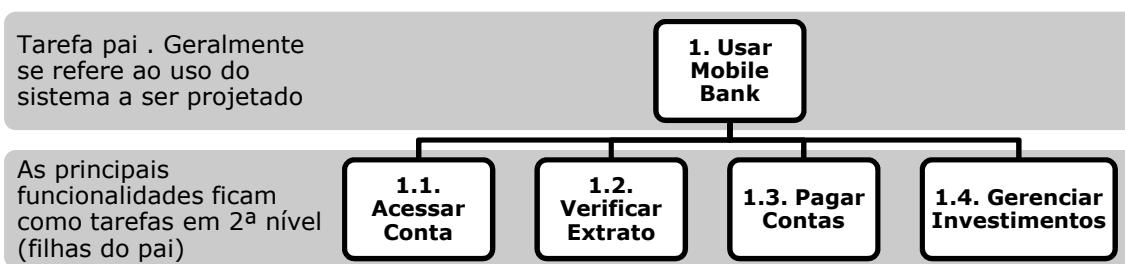 Tarefa pai . Geralmente
se refere ao uso do
sistema a ser projetado
1. Usar
Mobile
Bank
As principais
funcionalidades ficam
como tarefas em 2ª nível
(filhas do pai)
1.1.
Acessar
Conta
1.2.
Verificar
Extrato
1.3. Pagar
Contas
1.4. Gerenciar
Investimentos